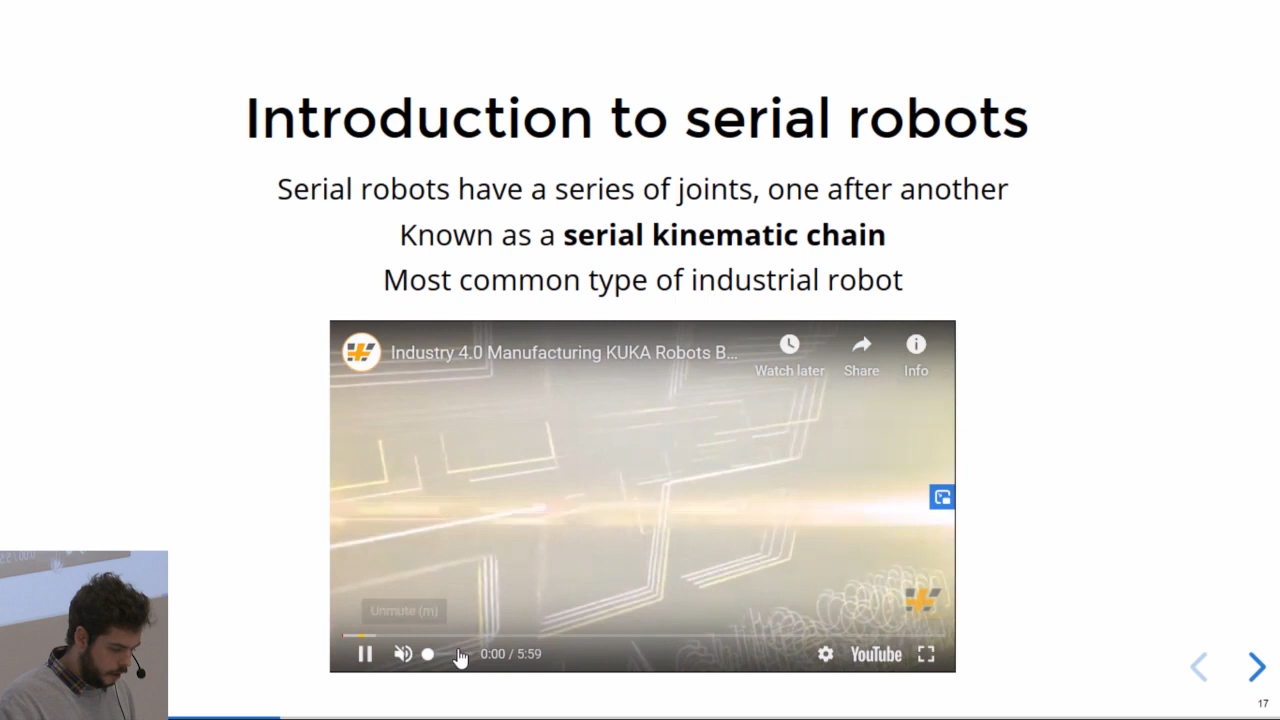 Introduction to serial robots
Serial robots have a series of joints, one after another
Known as a serial kinematic chain
Most common type of industrial robot
Industry 4.0 Manufacturing KUKA Robots B...
Watch later
Share
Info
Unmute (m)
0:00 / 5:59
YouTube
17